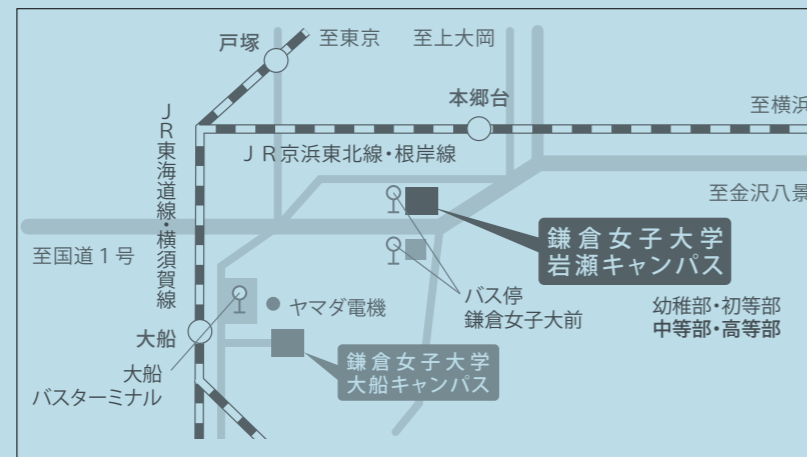 戸塚
至東京
至上大岡
本郷台
至横浜
JR東海道線・横須賀線
JR京浜東北線・根岸線
至金沢八景
鎌倉女子大学
岩瀬キャンパス
至国道1号
バス停
鎌倉女子大前
幼稚部・初等部
中等部・高等部
ヤマダ電機
大船
大船
バスターミナル
鎌倉女子大学
大船キャンパス